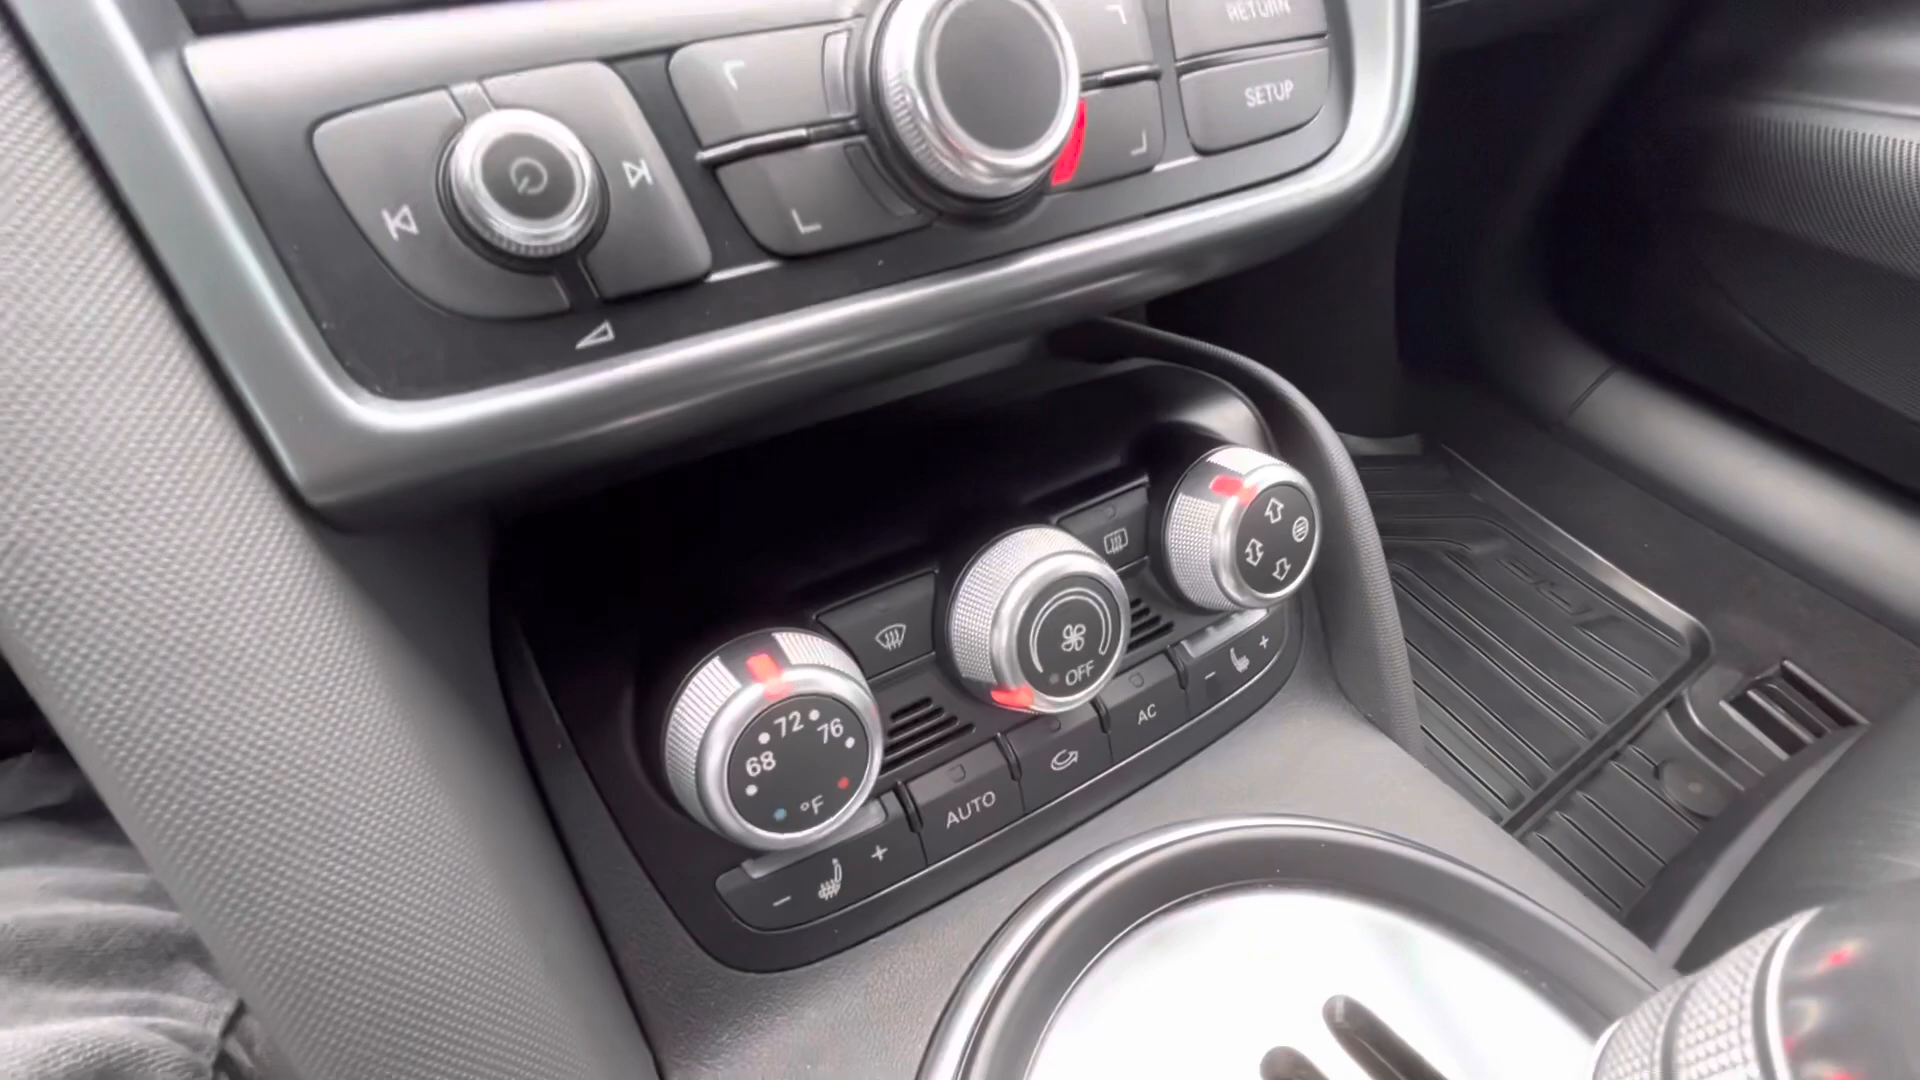 RETURN
SETUP
72
76
68
°F
OFF
AC
AUTO
- +
- +